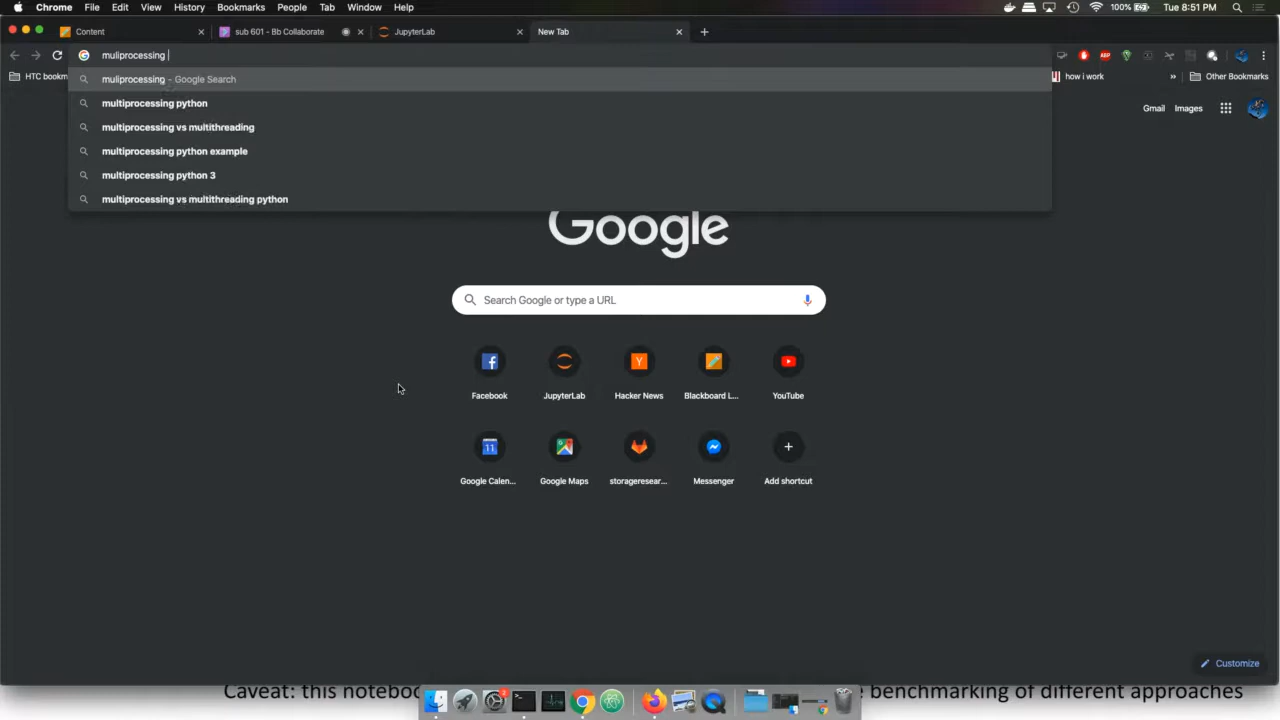 Chrome File Edit View History Bookmarks People Tab Window Help 100% Tue 8:51 PM
Content sub 601 - Bb Collaborate JupyterLab New Tab
muliprocessing
HTC bookm how i work » Other Bookmarks
muliprocessing - Google Search
multiprocessing python
multiprocessing vs multithreading
multiprocessing python example
multiprocessing python 3
multiprocessing vs multithreading python
Gmail Images
Google
Search Google or type a URL
Facebook JupyterLab Hacker News Blackboard L... YouTube
Google Calen... Google Maps storageresear... Messenger Add shortcut
Customize
Caveat: this noteboo benchmarking of different approaches